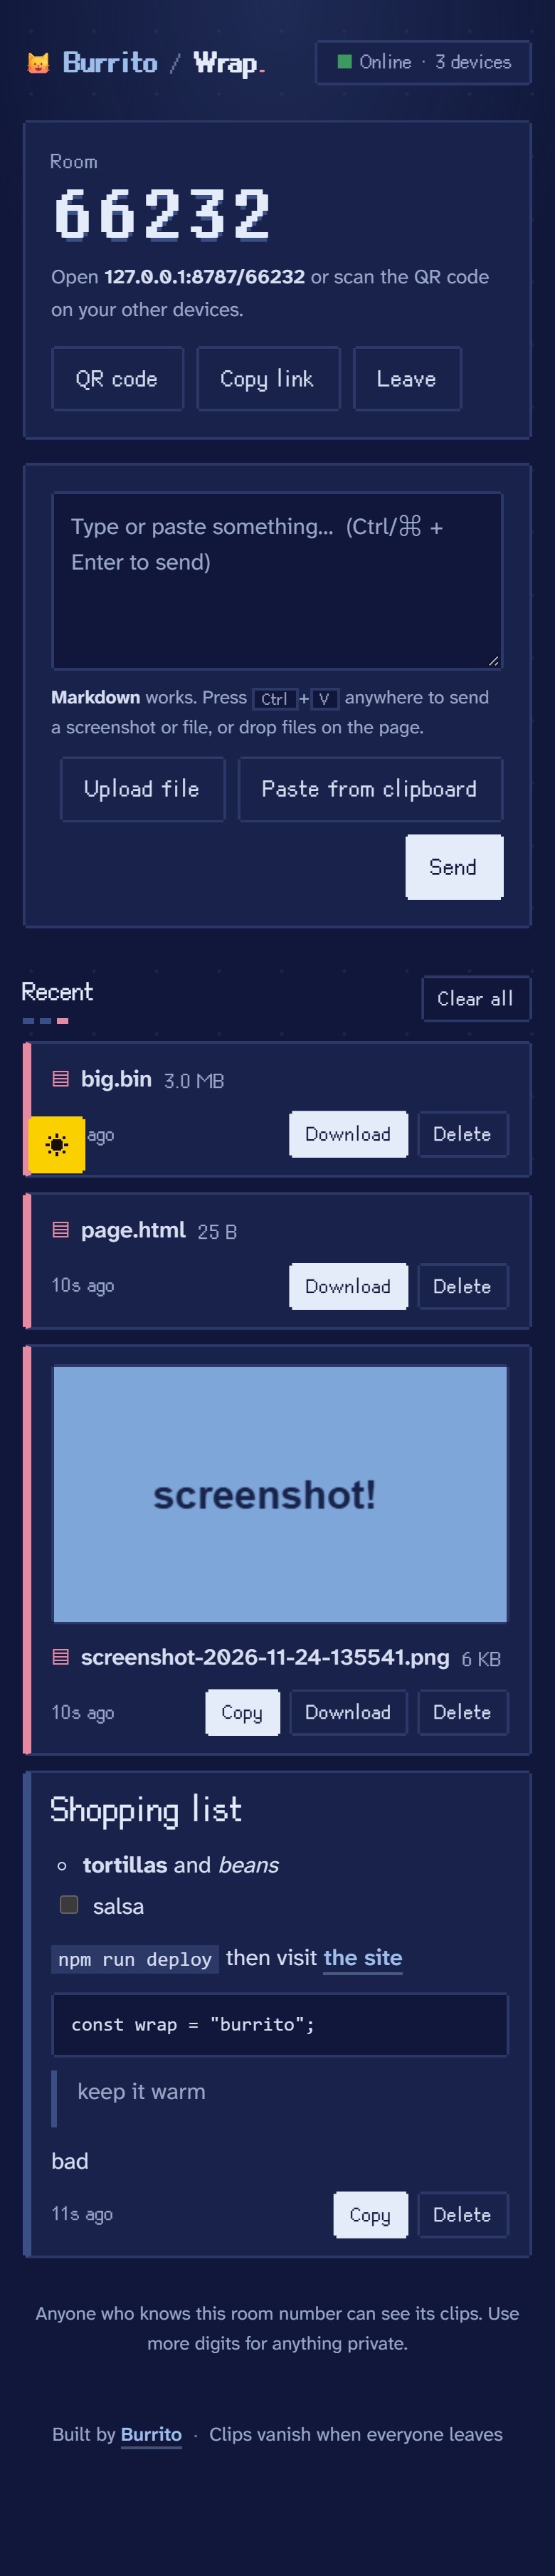 Burrito / Wrap.
Online · 3 devices
Room
66232
Open 127.0.0.1:8787/66232 or scan the QR code
on your other devices.
QR code
Copy link
Leave
Type or paste something... (Ctrl/⌘ +
Enter to send)
Markdown works. Press Ctrl+V anywhere to send
a screenshot or file, or drop files on the page.
Upload file
Paste from clipboard
Send
Recent
Clear all
big.bin 3.0 MB
ago
Download
Delete
page.html 25 B
10s ago
Download
Delete
screenshot!
screenshot-2026-11-24-135541.png 6 KB
10s ago
Copy
Download
Delete
Shopping list
tortillas and beans
salsa
npm run deploy then visit the site
const wrap = "burrito";
keep it warm
bad
11s ago
Copy
Delete
Anyone who knows this room number can see its clips. Use
more digits for anything private.
Built by Burrito · Clips vanish when everyone leaves